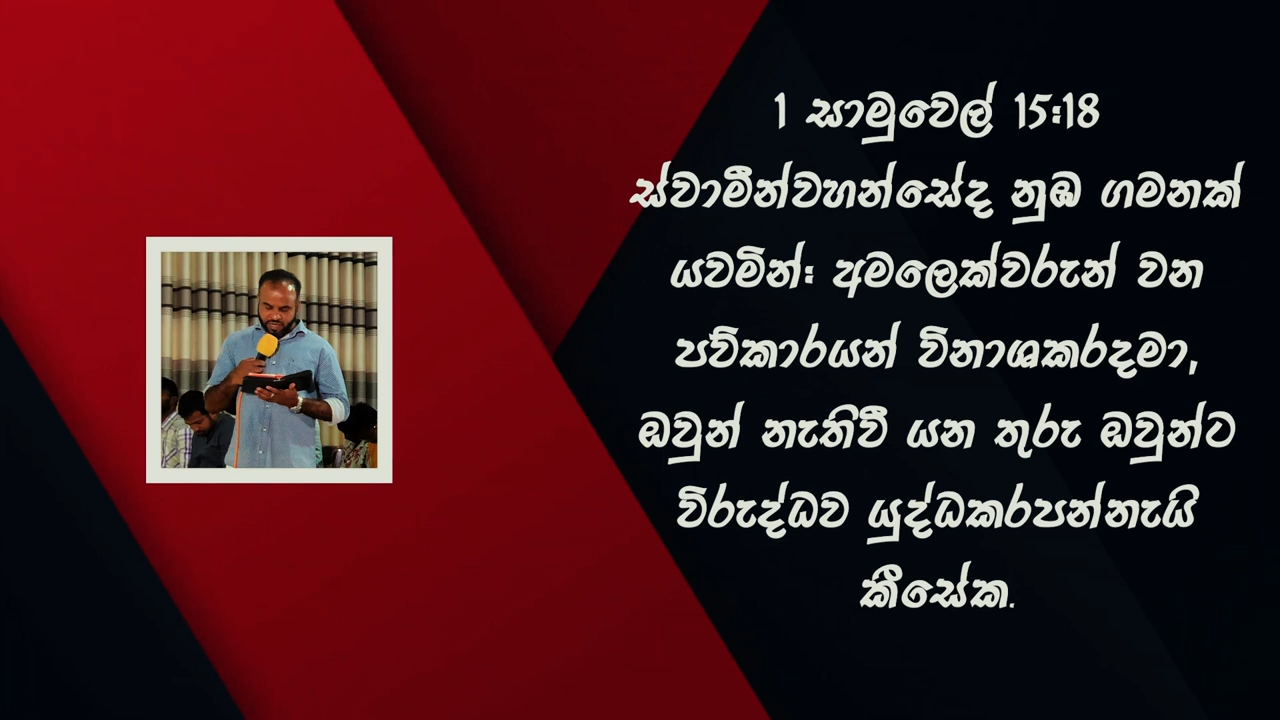 1 සාමුවෙල් 15:18
ස්වාමීන්වහන්සේද නුඹ ගමනක්
යවමින්: අමලෙක්වරුන් වන
පව්කාරයන් විනාශකරදමා,
ඔවුන් නැතිවී යන තුරු ඔවුන්ට
විරුද්ධව යුද්ධකරපන්නැයි
කීසේක.